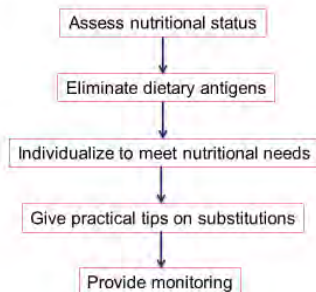 Assess nutritional status
Eliminate dietary antigens
Individualize to meet nutritional needs
Give practical tips on substitutions
Provide monitoring